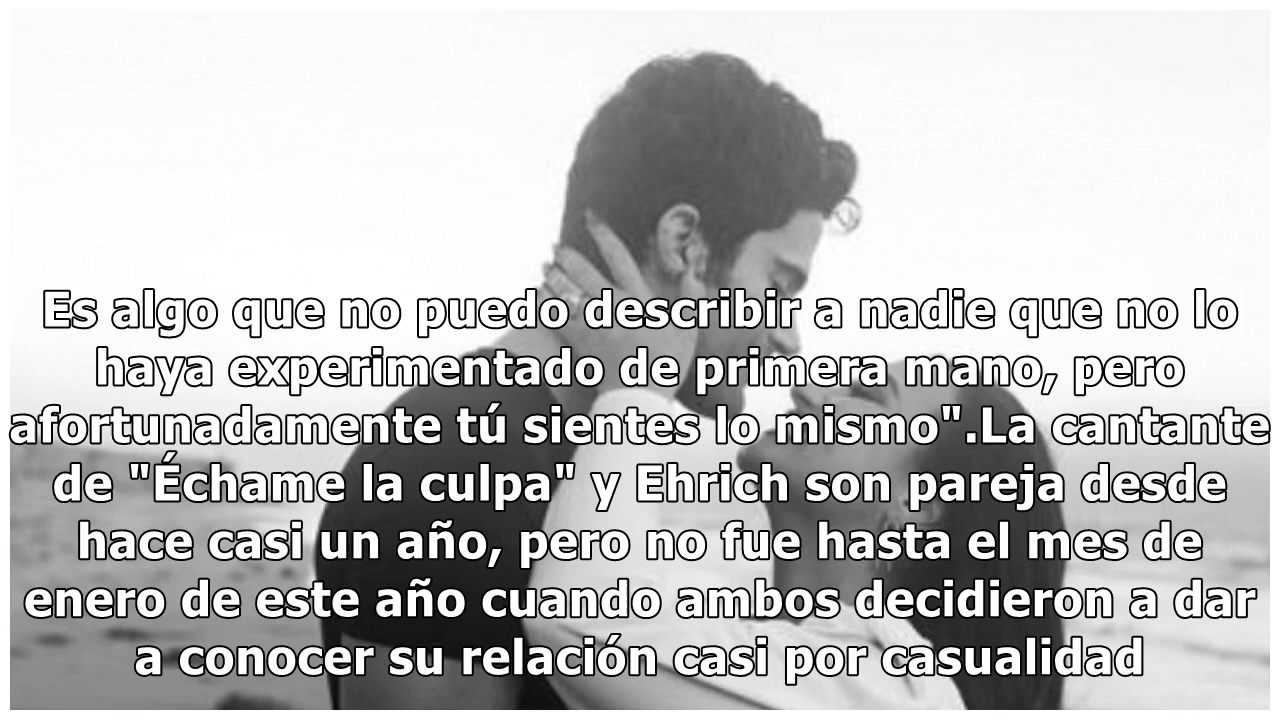 Es algo que no puedo describir a nadie que no lo
haya experimentado de primera mano, pero
afortunadamente tú sientes lo mismo".La cantante
de "Échame la culpa" y Ehrich son pareja desde
hace casi un año, pero no fue hasta el mes de
enero de este año cuando ambos decidieron a dar
a conocer su relación casi por casualidad